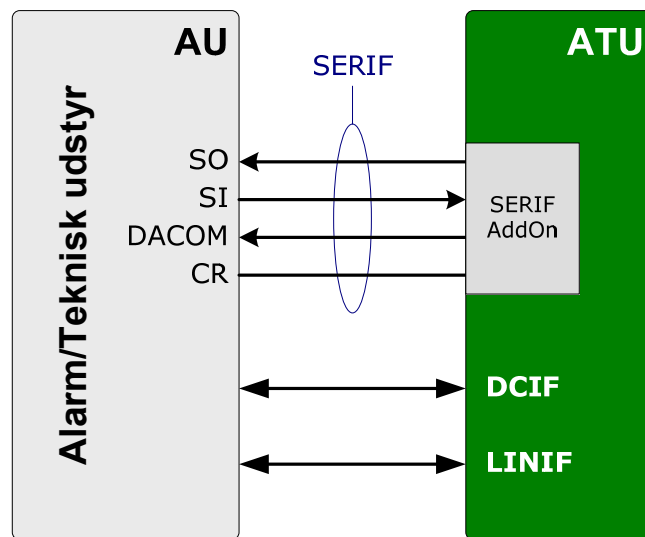 AU
ATU
SERIF
Alarm/Teknisk udstyr
SO
SI
DACOM
CR
SERIF
AddOn
DCIF
LINIF